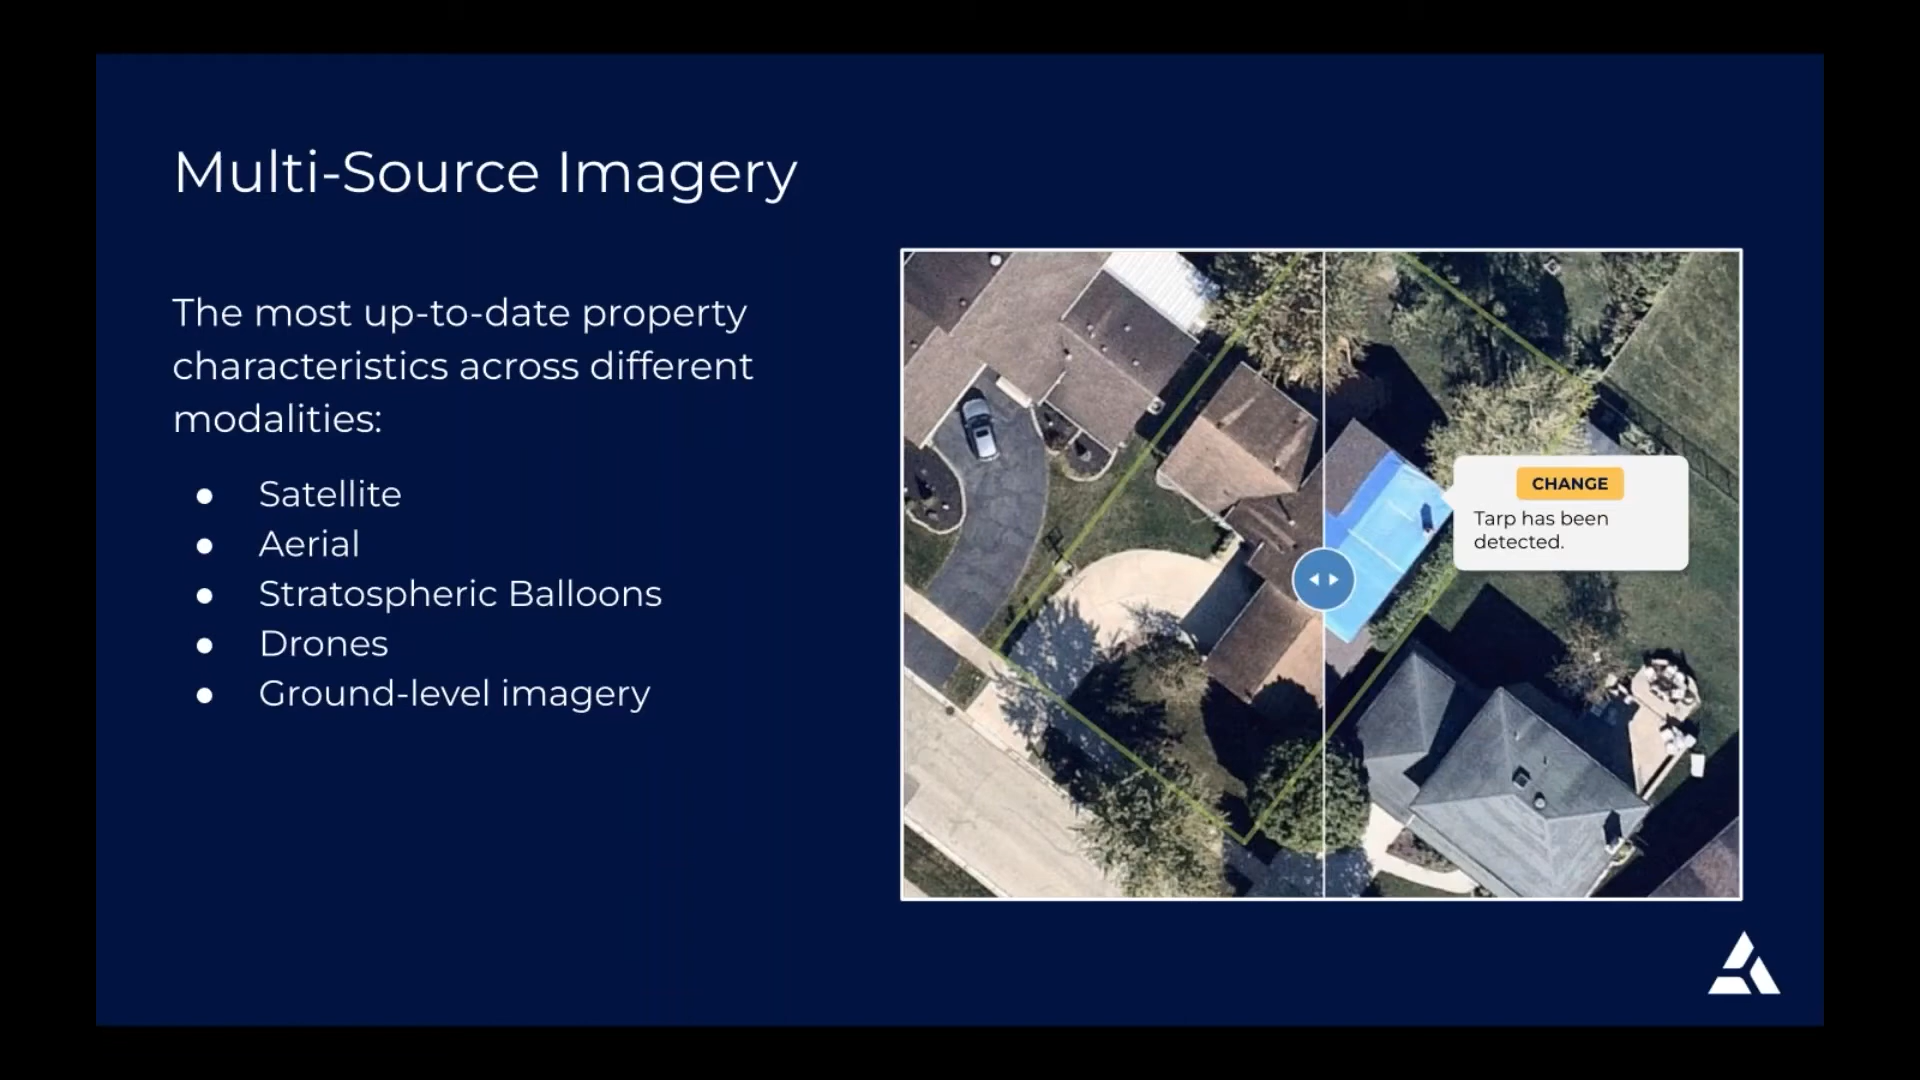 Multi-Source Imagery
The most up-to-date property
characteristics across different
modalities:
● Satellite
● Aerial
● Stratospheric Balloons
● Drones
● Ground-level imagery
CHANGE
Tarp has been
detected.